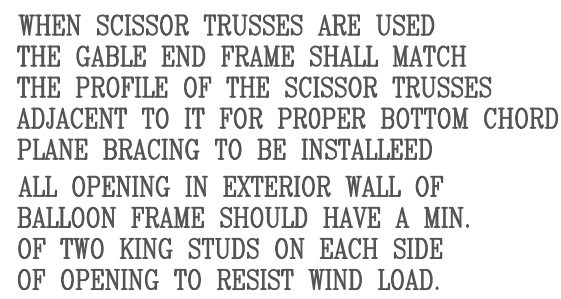 WHEN SCISSOR TRUSSES ARE USED
THE GABLE END FRAME SHALL MATCH
THE PROFILE OF THE SCISSOR TRUSSES
ADJACENT TO IT FOR PROPER BOTTOM CHORD
PLANE BRACING TO BE INSTALLEED
ALL OPENING IN EXTERIOR WALL OF
BALLOON FRAME SHOULD HAVE A MIN.
OF TWO KING STUDS ON EACH SIDE
OF OPENING TO RESIST WIND LOAD.